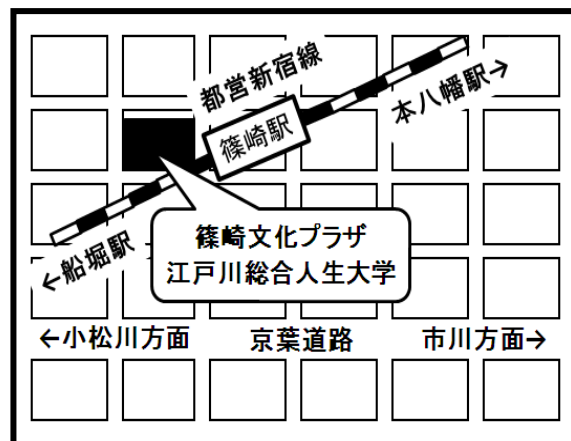 都営新宿線
本八幡駅→
篠崎駅
←船堀駅
篠崎文化プラザ
江戸川総合人生大学
←小松川方面
京葉道路
市川方面→